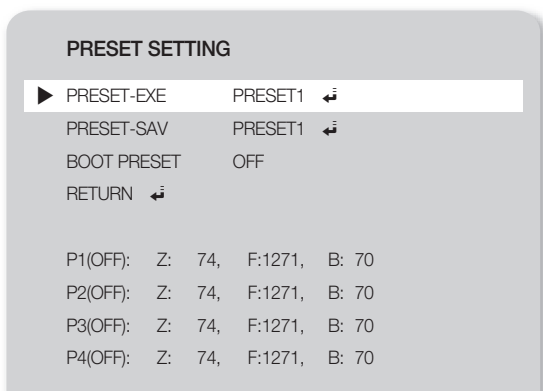 PRESET SETTING
▶ PRESET-EXE PRESET1 ↵
PRESET-SAV PRESET1 ↵
BOOT PRESET OFF
RETURN ↵
P1(OFF): Z: 74, F:1271, B: 70
P2(OFF): Z: 74, F:1271, B: 70
P3(OFF): Z: 74, F:1271, B: 70
P4(OFF): Z: 74, F:1271, B: 70